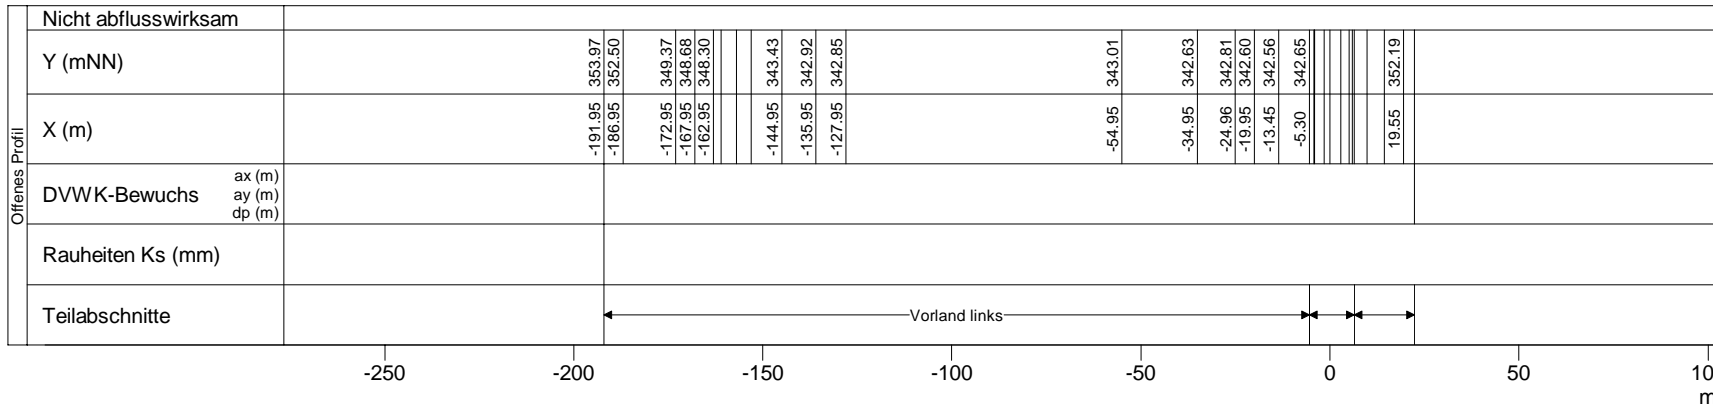 Offenes Profil
Nicht abflusswirksam
Y (mNN) 353.97 352.50 349.37 348.68 348.30 343.43 342.92 342.85 343.01 342.63 342.81 342.60 342.56 342.65 352.19
X (m) -191.95 -186.95 -172.95 -167.95 -162.95 -144.95 -135.95 -127.95 -54.95 -34.95 -24.96 -19.95 -13.45 -5.30 19.55
DVWK-Bewuchs
ax (m)
ay (m)
dp (m)
Rauheiten Ks (mm)
Teilabschnitte Vorland links
-250 -200 -150 -100 -50 0 50 10
m